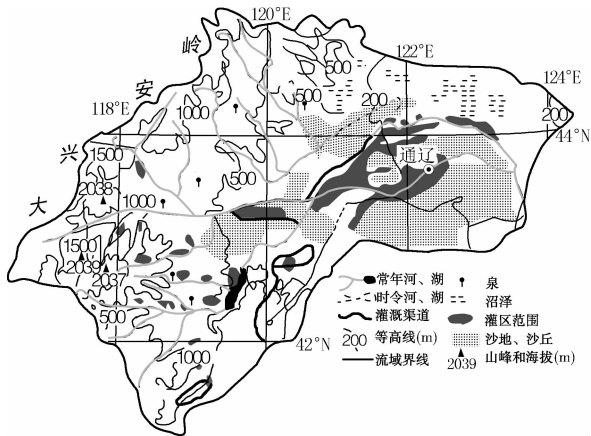 120°E
岭
122°E
500
安
124°E
118°E
1000
500
200
200
44°N
兴
1500
通辽
2038
500
大
1000
1500
2039
2037
常年河、湖
泉
时令河、湖
沼泽
500
灌溉渠道
灌区范围
42°N
200
等高线(m)
沙地、沙丘
1000
流域界线
2039
山峰和海拔(m)